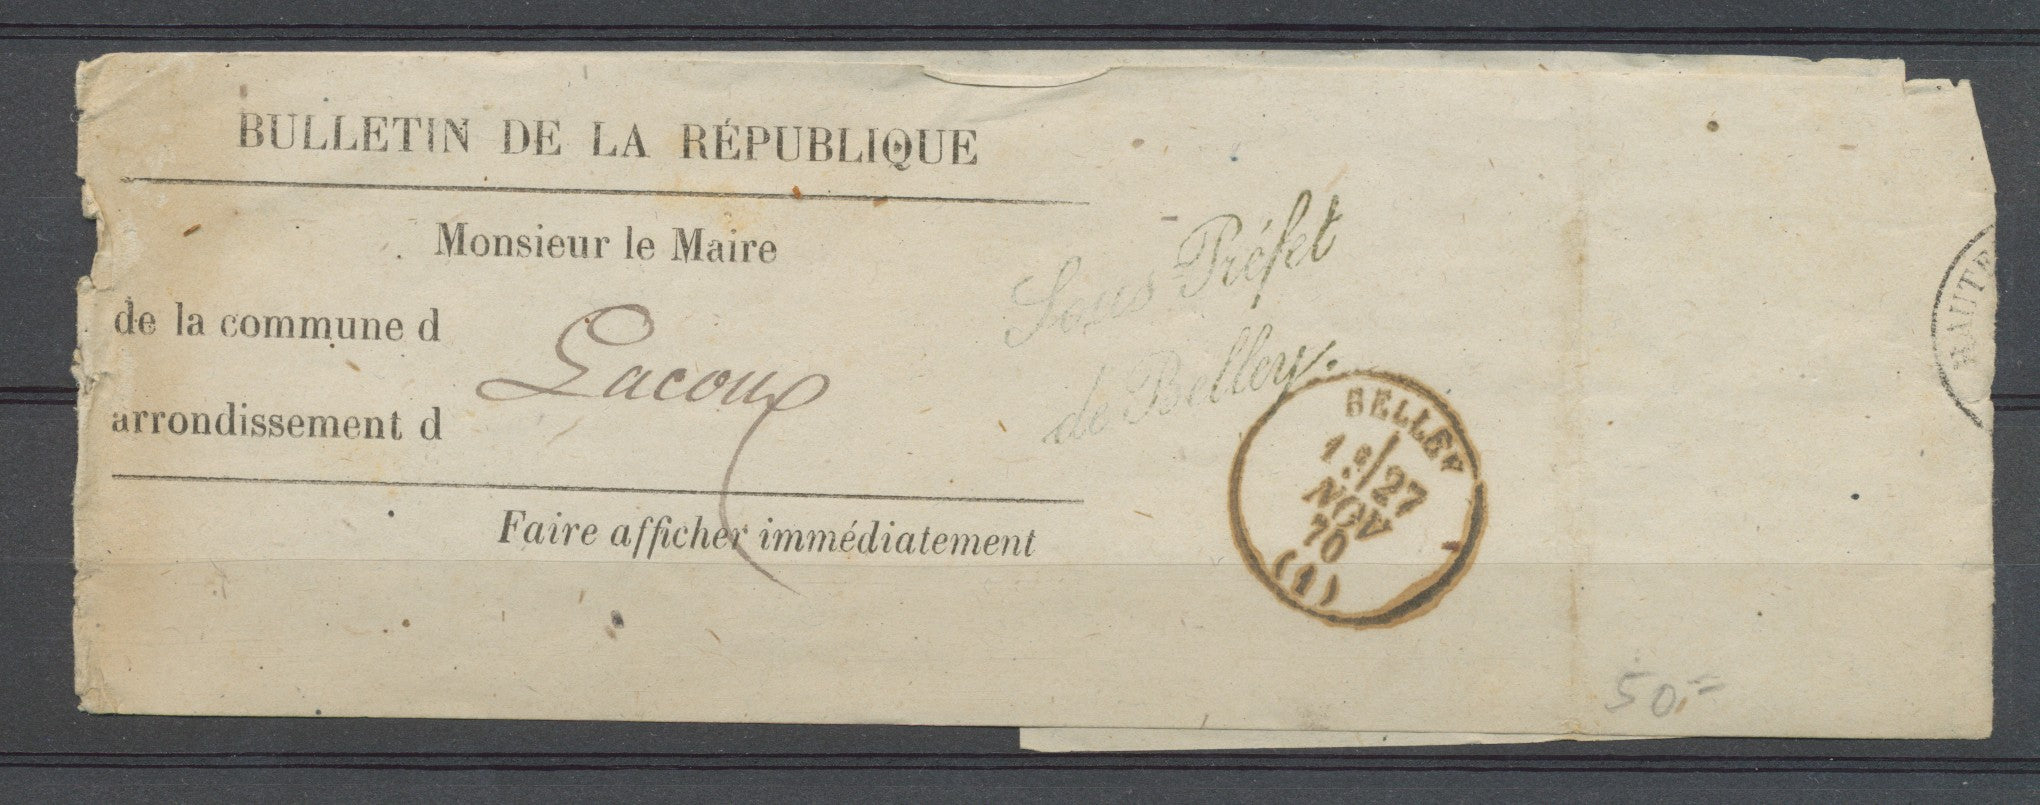 BULLETIN DE LA RÉPUBLIQUE
Monsieur le Maire
de la commune d
Lacoux
arrondissement d
Faire afficher immédiatement
Sous Préfet
de Belley.
BELLEY
27
NOV
70
(1)
50.=